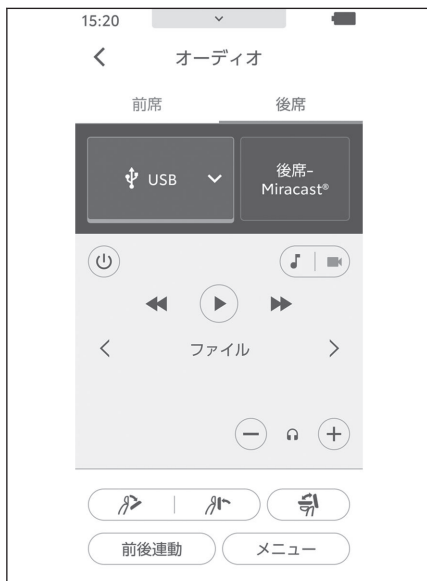 15:20
オーディオ
前席
後席
USB
後席-
Miracast®
ファイル
前後連動
メニュー